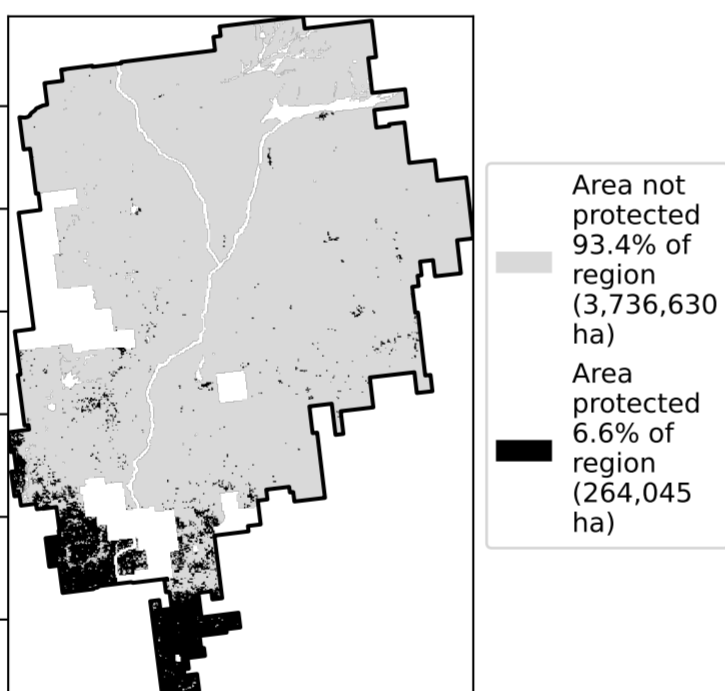 Area not
protected
93.4% of
region
(3,736,630
ha)
Area
protected
6.6% of
region
(264,045
ha)